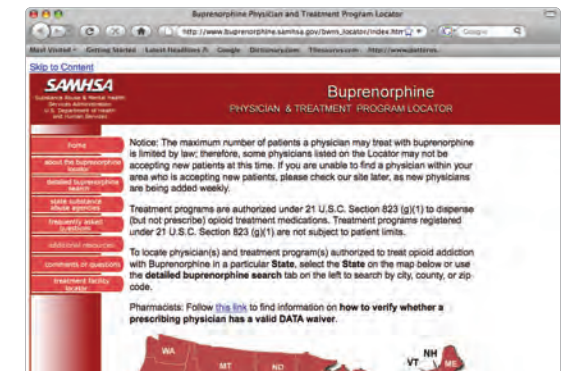 Buprenorphine Physician and Treatment Program Locator
http://www.buprenorphine.samhsa.gov/bwns_locator/index.htm
Google
Most Visited Getting Started Latest Headlines Google Dictionary.com Thesaurus.com
Skip to Content
SAMHSA
Substance Abuse & Mental Health
Services Administration
U.S. Department of Health
and Human Services
Buprenorphine
PHYSICIAN & TREATMENT PROGRAM LOCATOR
home
about the buprenorphine
locator
detailed buprenorphine
search
state substance
abuse agencies
frequently asked
questions
additional resources
comments or questions
treatment facility
locator
Notice: The maximum number of patients a physician may treat with buprenorphine
is limited by law; therefore, some physicians listed on the Locator may not be
accepting new patients at this time. If you are unable to find a physician within your
area who is accepting new patients, please check our site later, as new physicians
are being added weekly.
Treatment programs are authorized under 21 U.S.C. Section 823 (g)(1) to dispense
(but not prescribe) opioid treatment medications. Treatment programs registered
under 21 U.S.C. Section 823 (g)(1) are not subject to patient limits.
To locate physician(s) and treatment program(s) authorized to treat opioid addiction
with Buprenorphine in a particular State, select the State on the map below or use
the detailed buprenorphine search tab on the left to search by city, county, or zip
code.
Pharmacists: Follow this link to find information on how to verify whether a
prescribing physician has a valid DATA waiver.
WA
MT
ND
VT
NH
ME